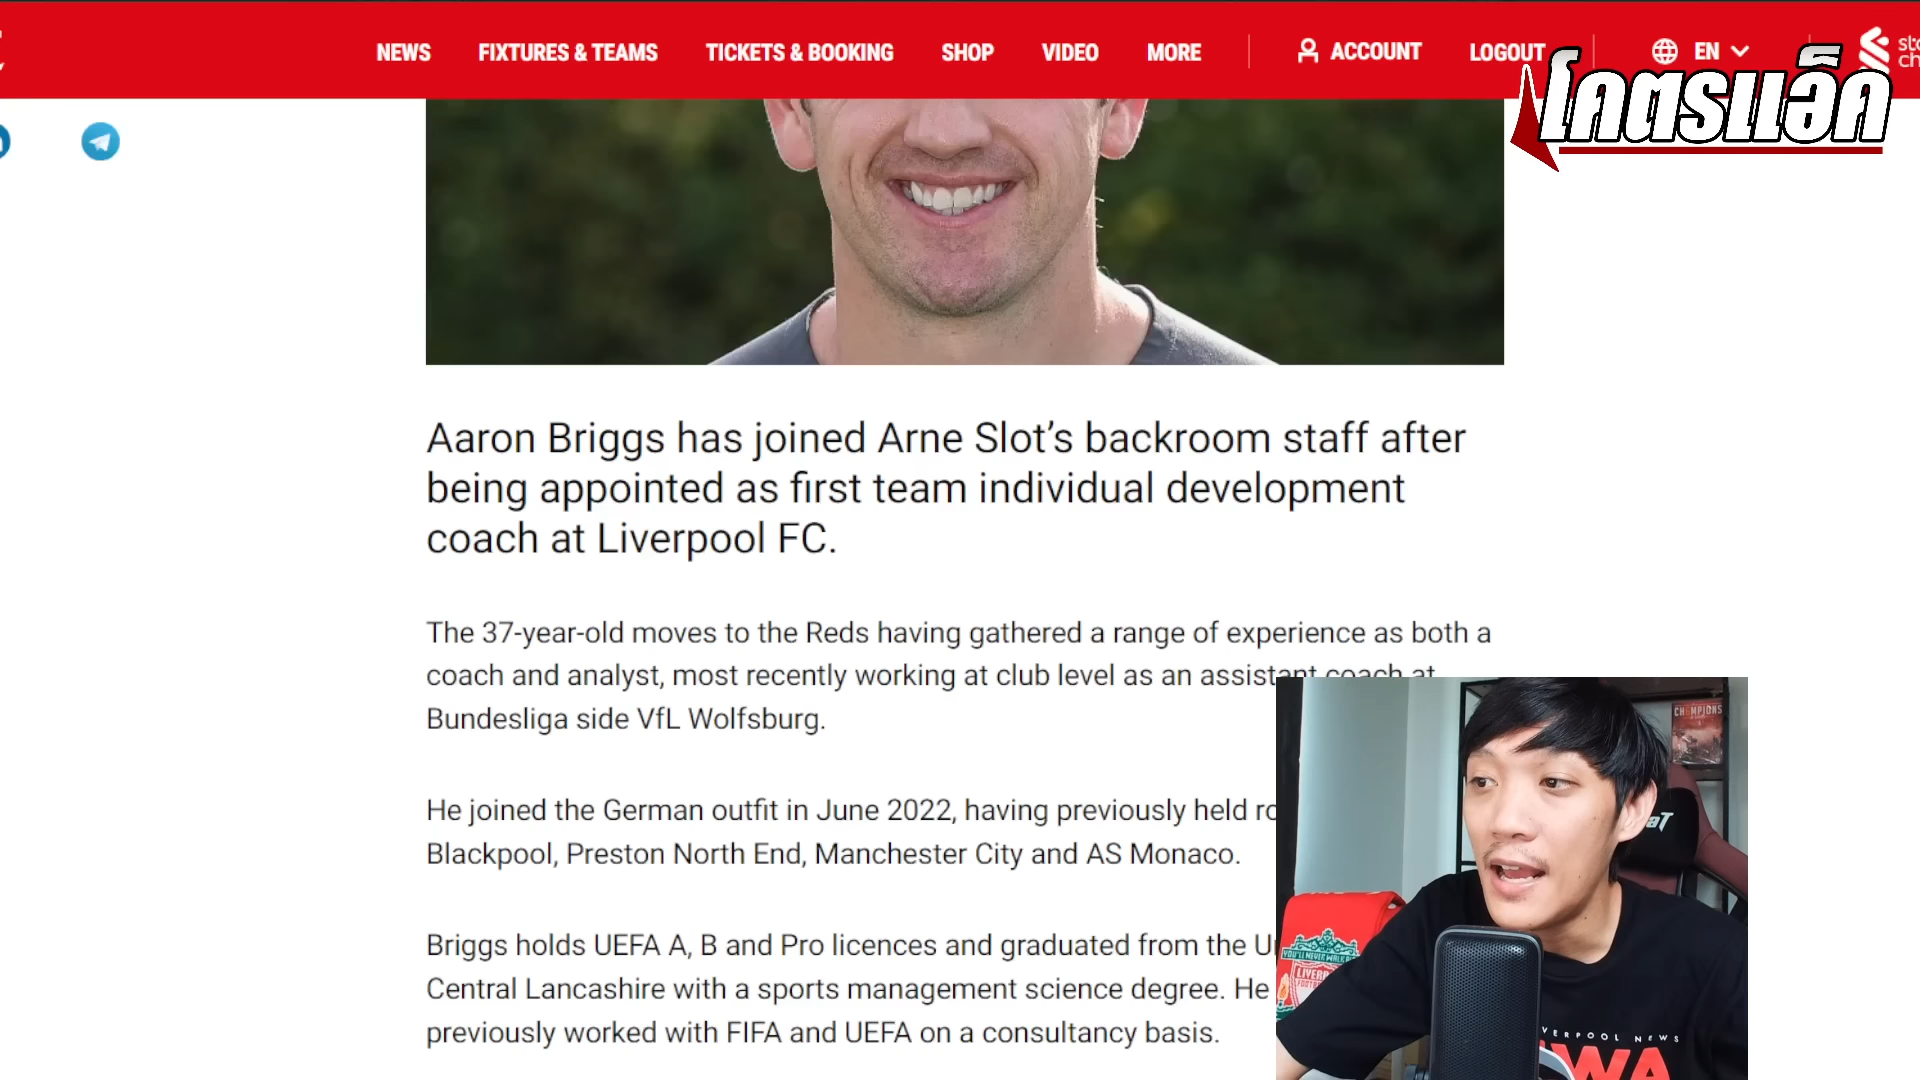 NEWS FIXTURES & TEAMS TICKETS & BOOKING SHOP VIDEO MORE ACCOUNT LOGOUT EN
โคตรแอ็ค
Aaron Briggs has joined Arne Slot’s backroom staff after
being appointed as first team individual development
coach at Liverpool FC.
The 37-year-old moves to the Reds having gathered a range of experience as both a
coach and analyst, most recently working at club level as an assistant coach at
Bundesliga side VfL Wolfsburg.
He joined the German outfit in June 2022, having previously held
Blackpool, Preston North End, Manchester City and AS Monaco.
Briggs holds UEFA A, B and Pro licences and graduated from the
Central Lancashire with a sports management science degree. He
previously worked with FIFA and UEFA on a consultancy basis.
CHAMPIONS